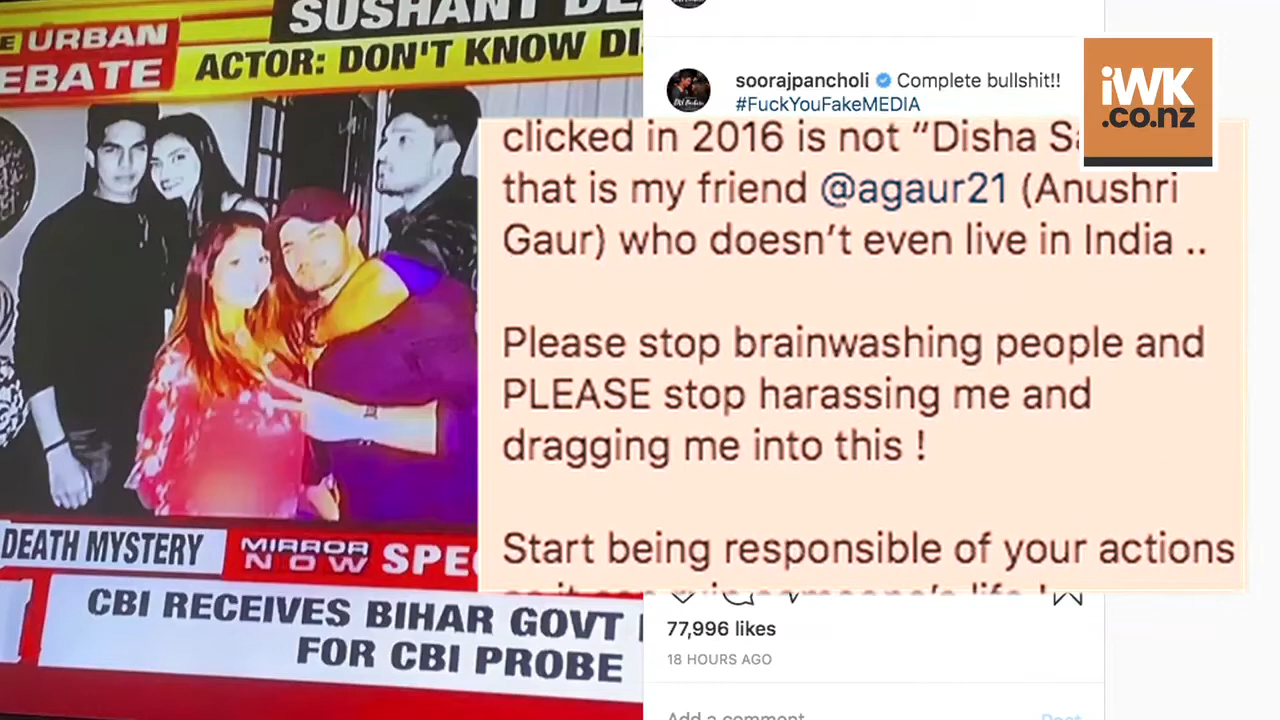 SUSHANT
URBAN
EBATE
ACTOR: DON'T KNOW
DEATH MYSTERY
MIRROR
NOW
CBI RECEIVES BIHAR GOVT
FOR CBI PROBE
soorajpancholi Complete bullshit!!
#FuckYouFakeMEDIA
iWK
.co.nz
clicked in 2016 is not “Disha
that is my friend @agaur21 (Anushri
Gaur) who doesn’t even live in India ..
Please stop brainwashing people and
PLEASE stop harassing me and
dragging me into this !
Start being responsible of your actions
77,996 likes
18 HOURS AGO
Add a comment
Post